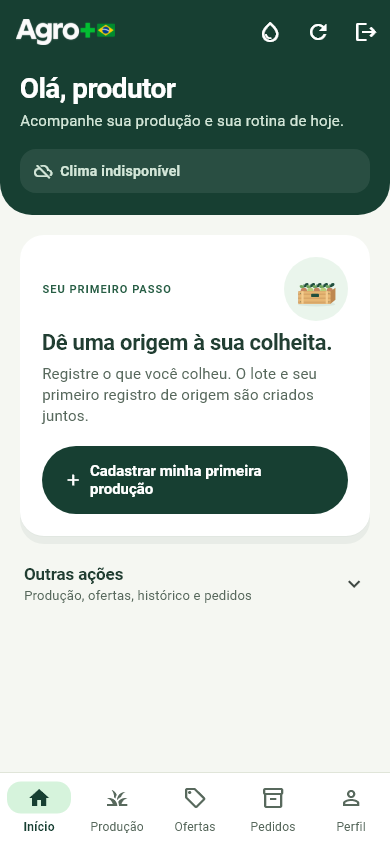 Agro+
Olá, produtor
Acompanhe sua produção e sua rotina de hoje.
Clima indisponível
SEU PRIMEIRO PASSO
Dê uma origem à sua colheita.
Registre o que você colheu. O lote e seu
primeiro registro de origem são criados
juntos.
Cadastrar minha primeira
produção
Outras ações
Produção, ofertas, histórico e pedidos
Início
Produção
Ofertas
Pedidos
Perfil